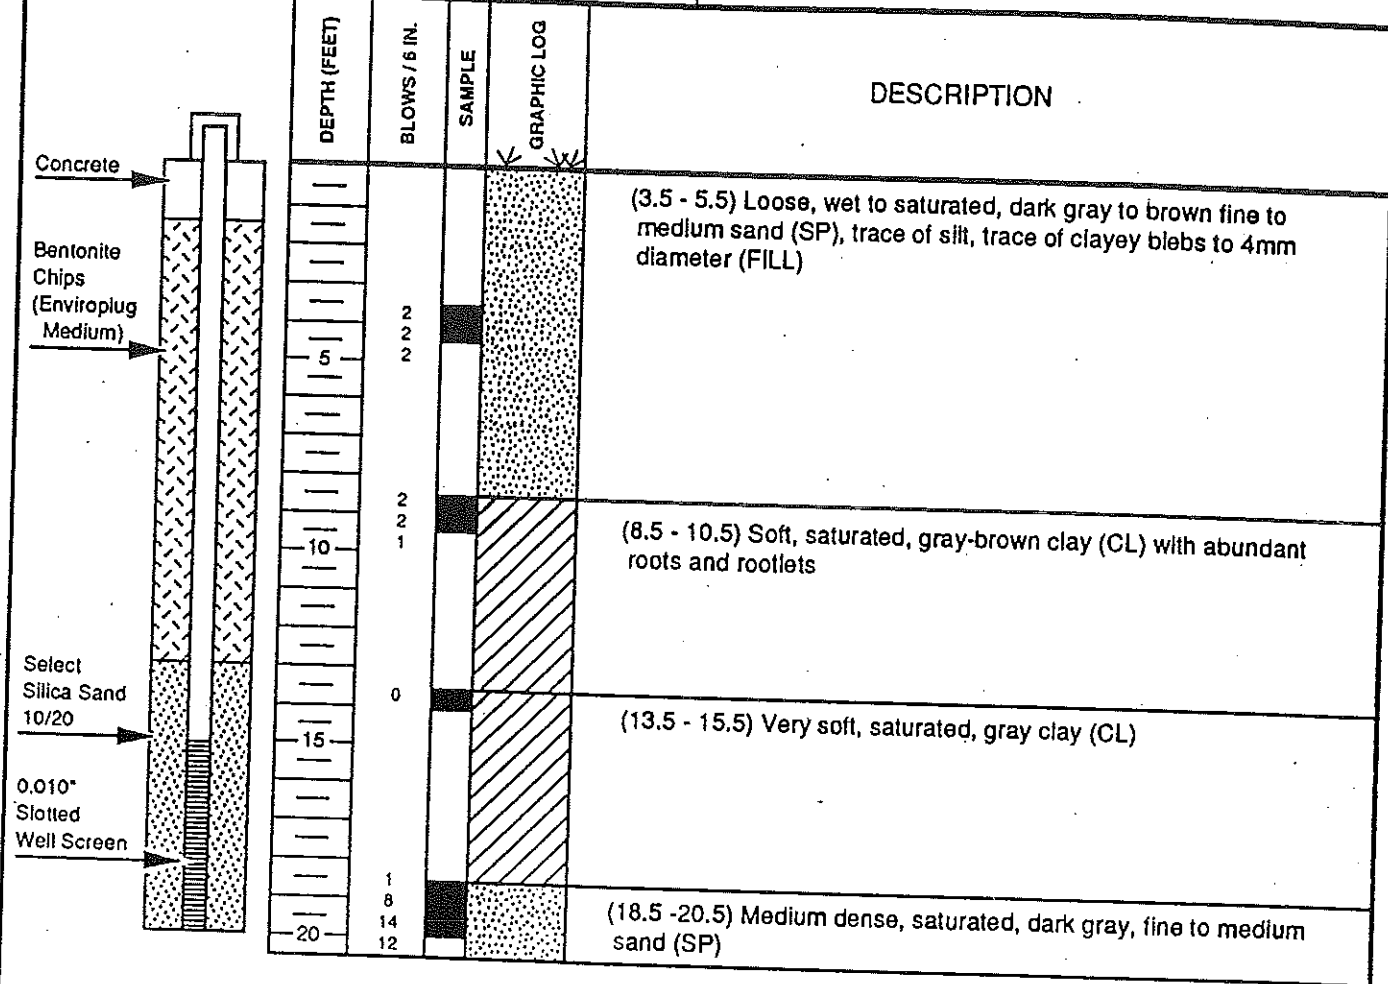 DEPTH (FEET)
BLOWS / 6 IN.
SAMPLE
GRAPHIC LOG
DESCRIPTION
Concrete
Bentonite
Chips
(Enviroplug
Medium)
Select
Silica Sand
10/20
0.010"
Slotted
Well Screen
5
10
15
20
2
2
2
2
2
1
0
1
8
14
12
(3.5 - 5.5) Loose, wet to saturated, dark gray to brown fine to
medium sand (SP), trace of silt, trace of clayey blebs to 4mm
diameter (FILL)
(8.5 - 10.5) Soft, saturated, gray-brown clay (CL) with abundant
roots and rootlets
(13.5 - 15.5) Very soft, saturated, gray clay (CL)
(18.5 -20.5) Medium dense, saturated, dark gray, fine to medium
sand (SP)